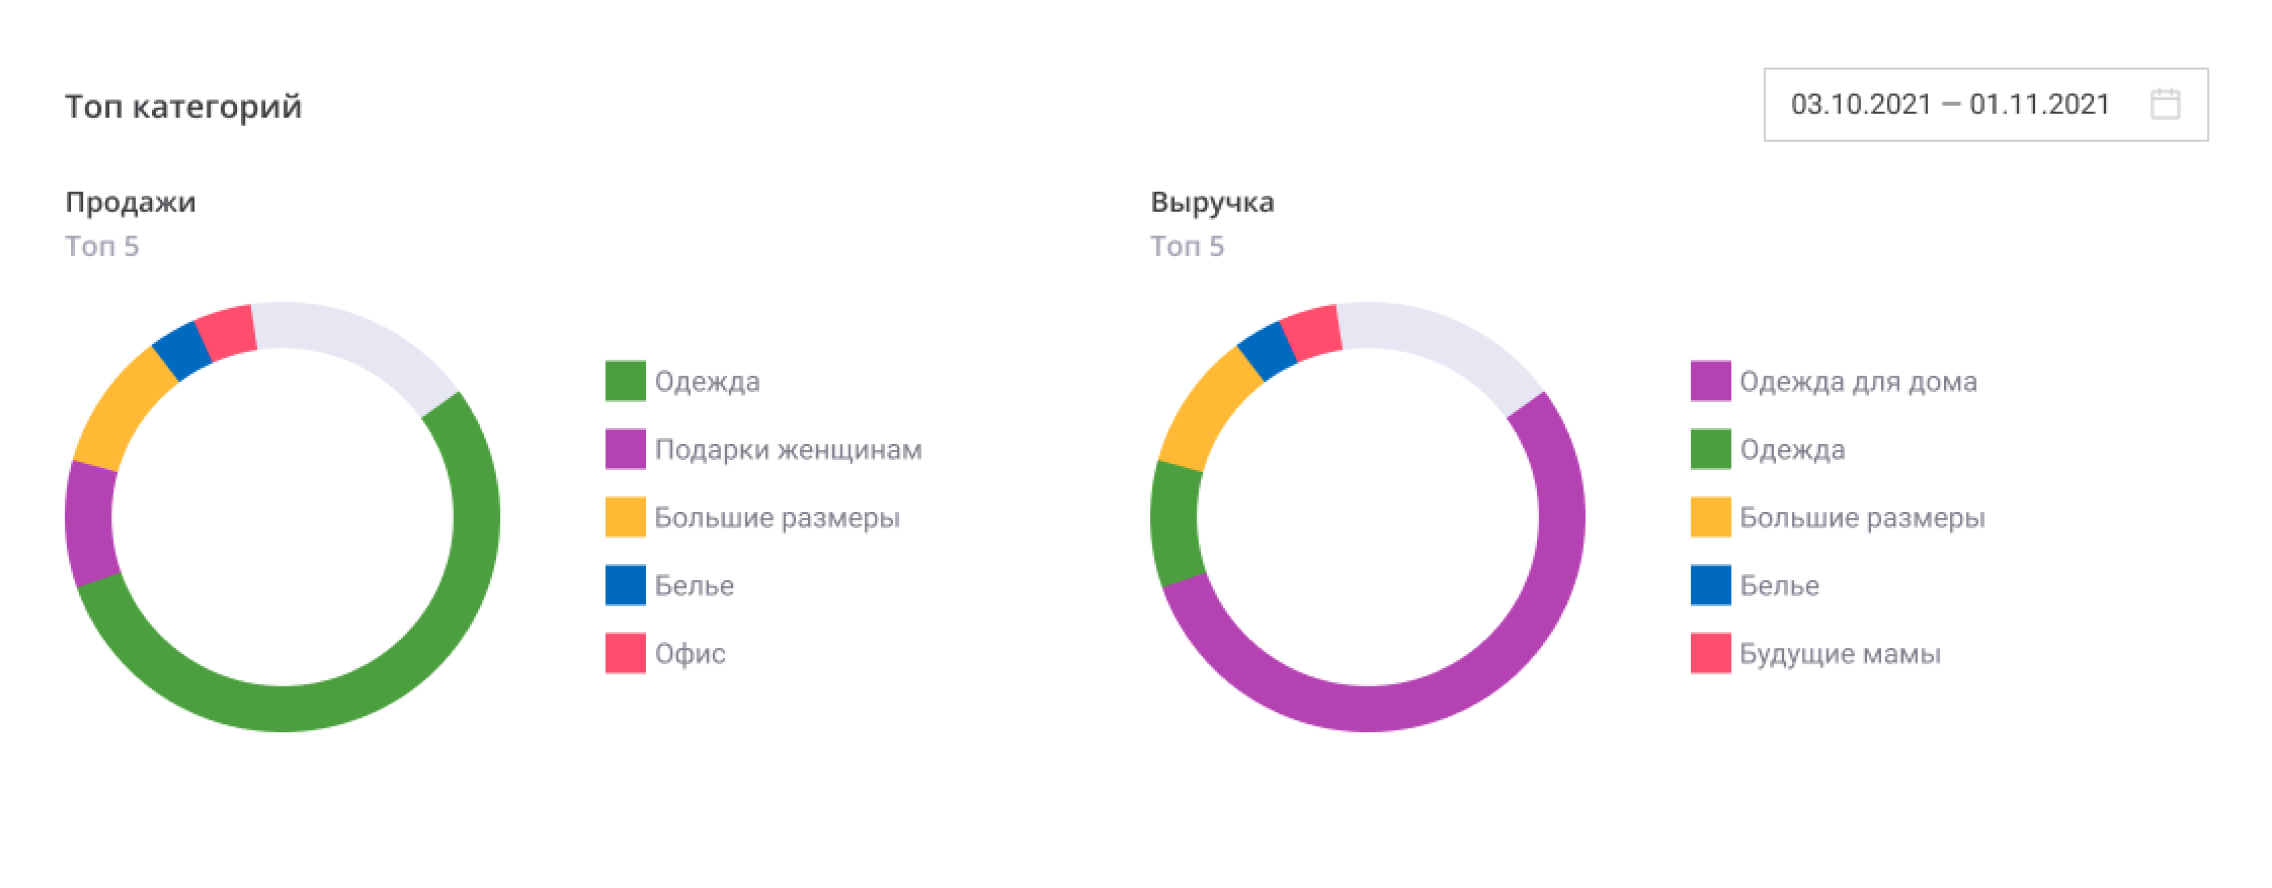 Топ категорий
03.10.2021 — 01.11.2021
Продажи
Топ 5
Одежда
Подарки женщинам
Большие размеры
Белье
Офис
Выручка
Топ 5
Одежда для дома
Одежда
Большие размеры
Белье
Будущие мамы